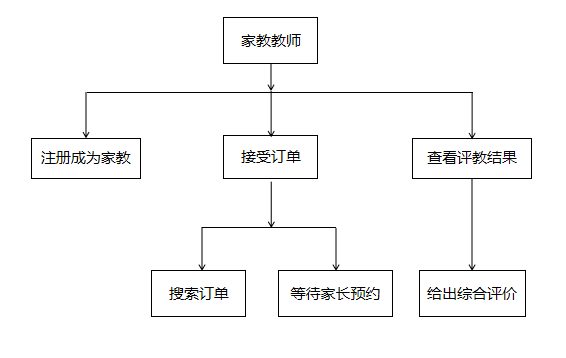 家教教师
注册成为家教
接受订单
查看评教结果
搜索订单
等待家长预约
给出综合评价